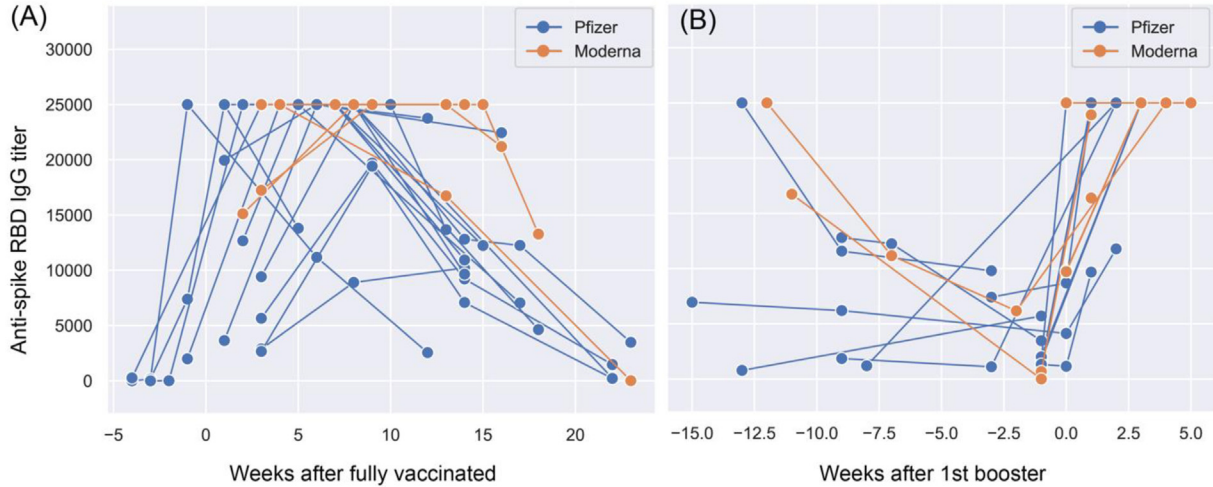 (A)
Pfizer
Moderna
Anti-spike RBD IgG titer
30000
25000
20000
15000
10000
5000
0
−5 0 5 10 15 20
Weeks after fully vaccinated
(B)
Pfizer
Moderna
−15.0 −12.5 −10.0 −7.5 −5.0 −2.5 0.0 2.5 5.0
Weeks after 1st booster